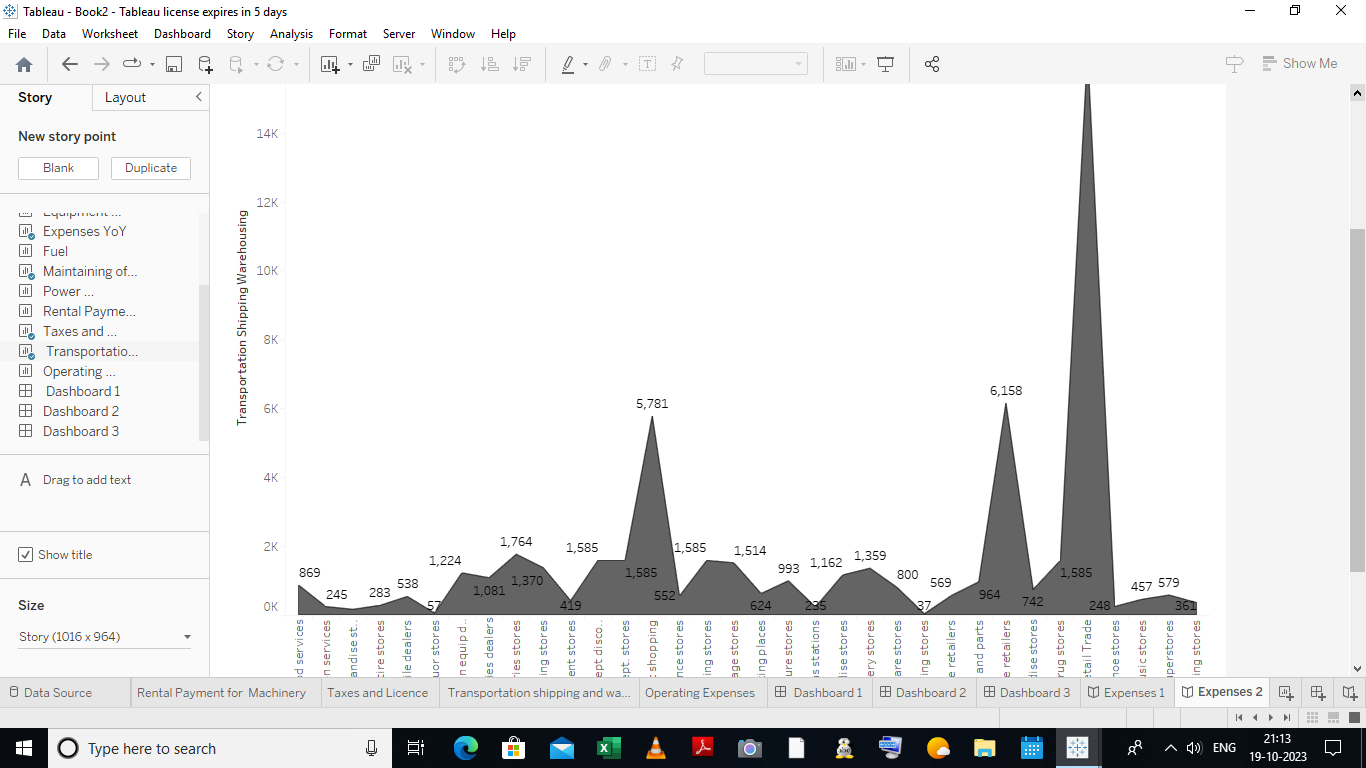 Tableau - Book2 - Tableau license expires in 5 days
File Data Worksheet Dashboard Story Analysis Format Server Window Help
Show Me
Story Layout
New story point
Blank Duplicate
Equipment ...
Expenses YoY
Fuel
Maintaining of...
Power ...
Rental Payme...
Taxes and ...
Transportatio...
Operating ...
Dashboard 1
Dashboard 2
Dashboard 3
A Drag to add text
Show title
Size
Story (1016 x 964)
Transportation Shipping Warehousing
14K
12K
10K
8K
6K
4K
2K
0K
869
245
283
538
57
1,224
1,081
1,764
1,370
419
1,585
1,585
5,781
552
1,585
1,514
624
993
235
1,162
1,359
800
37
569
964
6,158
742
1,585
248
457
579
361
d services
n services
andise st..
cire stores
ile dealers
uor stores
n equip d..
ies dealers
ries stores
ing stores
ent stores
ept disco..
ept. stores
c shopping
nce stores
ng stores
age stores
king places
ure stores
as stations
dise stores
ery stores
are stores
ing stores
e retailers
and parts
e retailers
dise stores
rug stores
etail Trade
hoe stores
usic stores
uperstores
ing stores
Data Source Rental Payment for Machinery Taxes and Licence Transportation shipping and wa... Operating Expenses Dashboard 1 Dashboard 2 Dashboard 3 Expenses 1 Expenses 2
Type here to search
ENG
21:13
19-10-2023